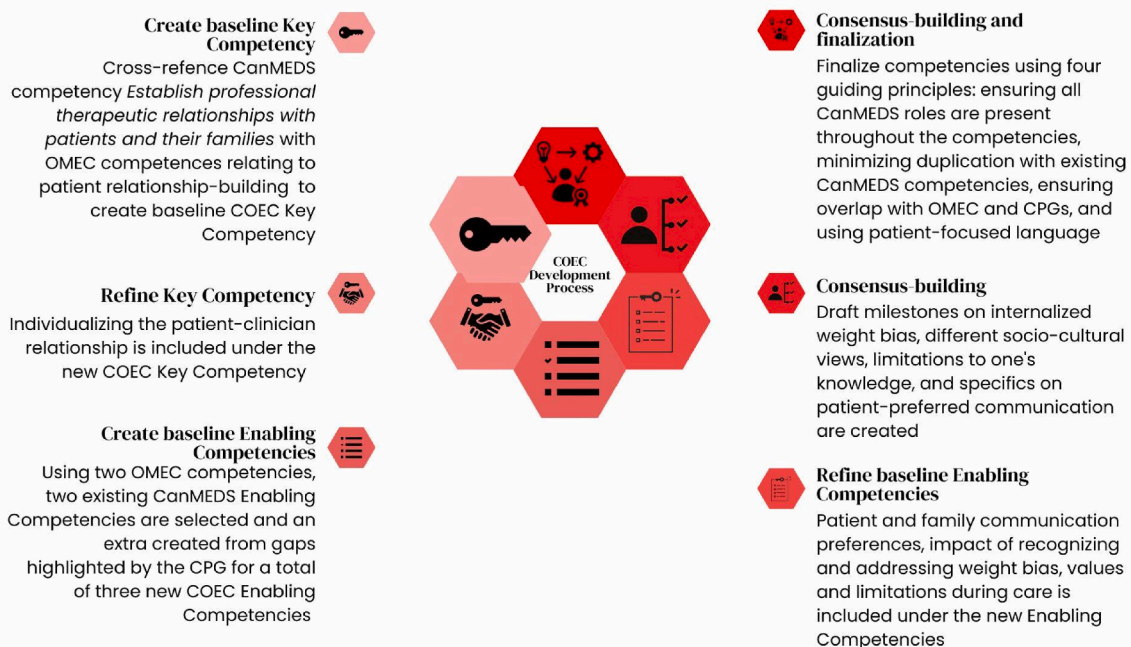 Create baseline Key
Competency
Cross-refence CanMEDS
competency Establish professional
therapeutic relationships with
patients and their families with
OMEC competences relating to
patient relationship-building to
create baseline COEC Key
Competency
Refine Key Competency
Individualizing the patient-clinician
relationship is included under the
new COEC Key Competency
Create baseline Enabling
Competencies
Using two OMEC competencies,
two existing CanMEDS Enabling
Competencies are selected and an
extra created from gaps
highlighted by the CPG for a total
of three new COEC Enabling
Competencies
COEC
Development
Process
Consensus-building and
finalization
Finalize competencies using four
guiding principles: ensuring all
CanMEDS roles are present
throughout the competencies,
minimizing duplication with existing
CanMEDS competencies, ensuring
overlap with OMEC and CPGs, and
using patient-focused language
Consensus-building
Draft milestones on internalized
weight bias, different socio-cultural
views, limitations to one's
knowledge, and specifics on
patient-preferred communication
are created
Refine baseline Enabling
Competencies
Patient and family communication
preferences, impact of recognizing
and addressing weight bias, values
and limitations during care is
included under the new Enabling
Competencies